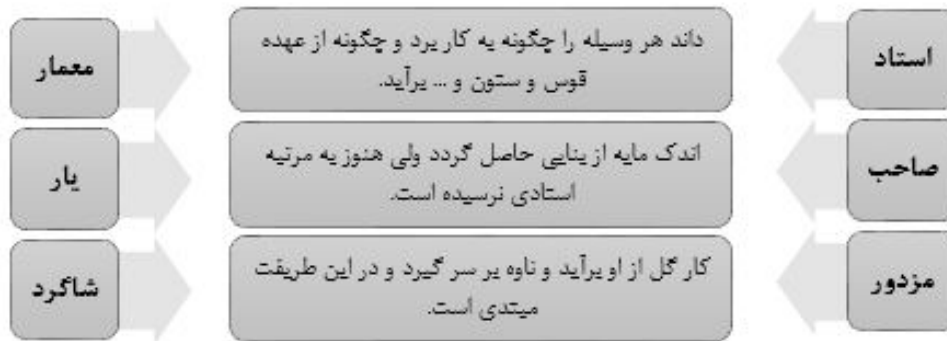 استاد
داند هر وسیله را چگونه به کار برد و چگونه از عهده
قوس و ستون و ... برآید.
معمار
صاحب
اندک مایه از بنایی حاصل گردد ولی هنوز به مرتبه
استادی نرسیده است.
یار
مزدور
کار گل از او برآید و ناوه بر سر گیرد و در این طریقت
مبتدی است.
شاگرد